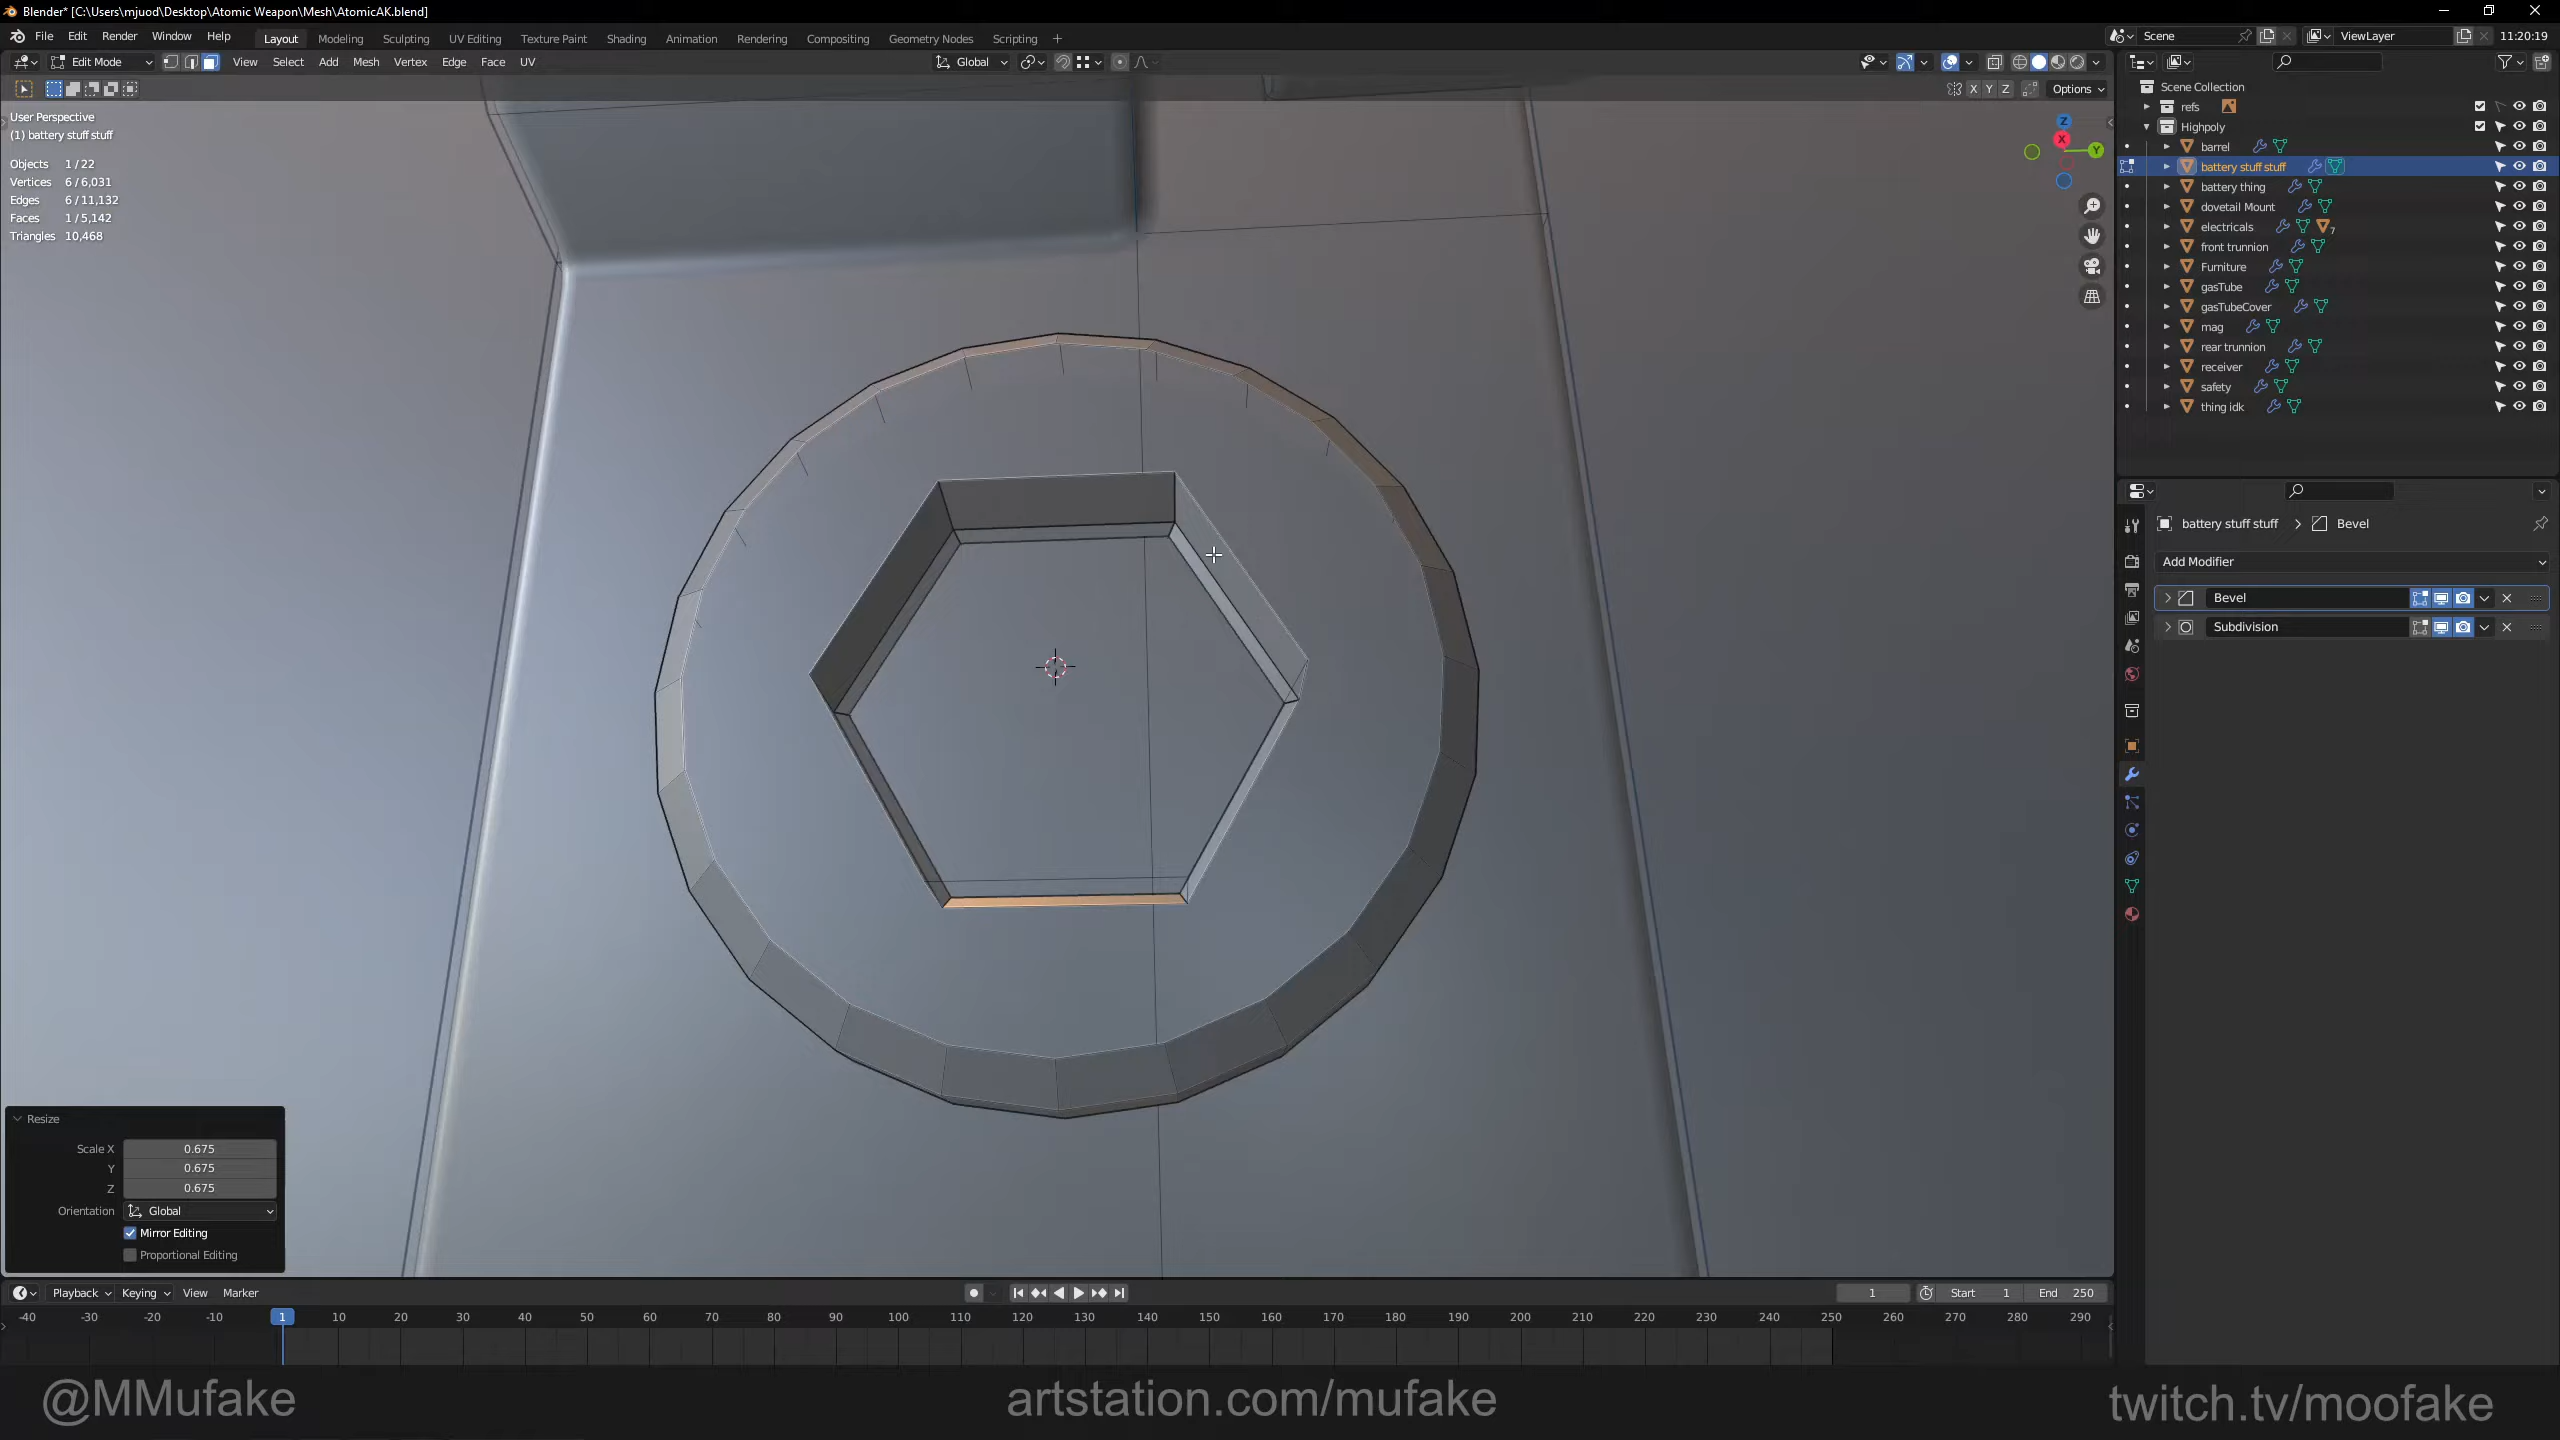 Blender* [C:\Users\mjuod\Desktop\Atomic Weapon\Mesh\AtomicAK.blend]
File Edit Render Window Help Layout Modeling Sculpting UV Editing Texture Paint Shading Animation Rendering Compositing Geometry Nodes Scripting Scene ViewLayer 11:20:19
Edit Mode View Select Add Mesh Vertex Edge Face UV Global
X Y Z Options
User Perspective
(1) battery stuff stuff
Objects 1 / 22
Vertices 6 / 6,031
Edges 6 / 11,132
Faces 1 / 5,142
Triangles 10,468
Z
X
Y
Scene Collection
refs
Highpoly
barrel
battery stuff stuff
battery thing
dovetail Mount
electricals 7
front trunnion
Furniture
gasTube
gasTubeCover
mag
rear trunnion
receiver
safety
thing idk
battery stuff stuff > Bevel
Add Modifier
Bevel
Subdivision
Resize
Scale X 0.675
Y 0.675
Z 0.675
Orientation Global
Mirror Editing
Proportional Editing
Playback Keying View Marker 1 Start 1 End 250
-40 -30 -20 -10 1 10 20 30 40 50 60 70 80 90 100 110 120 130 140 150 160 170 180 190 200 210 220 230 240 250 260 270 280 290
@MMufake artstation.com/mufake twitch.tv/moofake